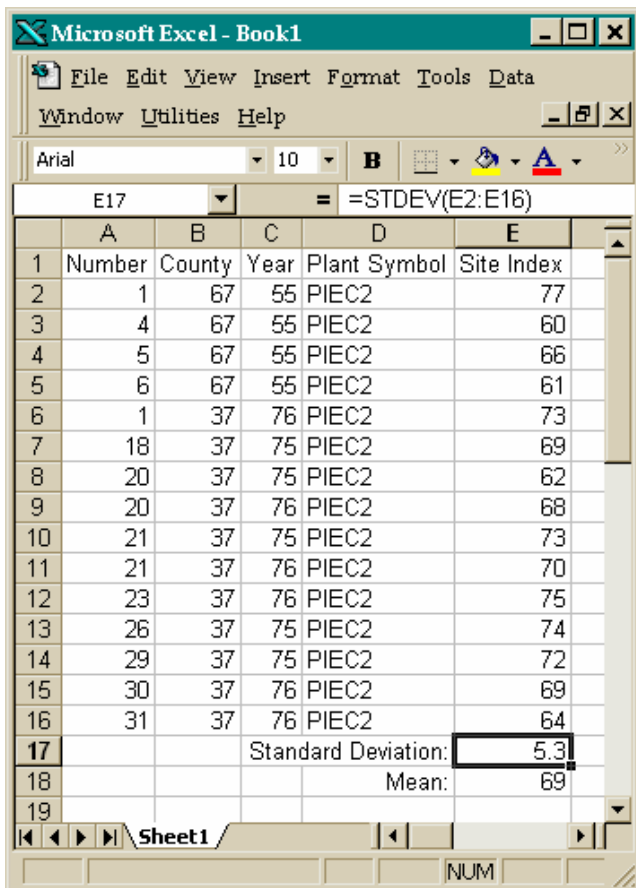 Microsoft Excel - Book1
File Edit View Insert Format Tools Data
Window Utilities Help
Arial 10 B A
E17 = =STDEV(E2:E16)
A B C D E
1 Number County Year Plant Symbol Site Index
2 1 67 55 PIEC2 77
3 4 67 55 PIEC2 60
4 5 67 55 PIEC2 66
5 6 67 55 PIEC2 61
6 1 37 76 PIEC2 73
7 18 37 75 PIEC2 69
8 20 37 75 PIEC2 62
9 20 37 76 PIEC2 68
10 21 37 75 PIEC2 73
11 21 37 76 PIEC2 70
12 23 37 76 PIEC2 75
13 26 37 75 PIEC2 74
14 29 37 75 PIEC2 72
15 30 37 76 PIEC2 69
16 31 37 76 PIEC2 64
17 Standard Deviation: 5.3
18 Mean: 69
19
Sheet1
NUM